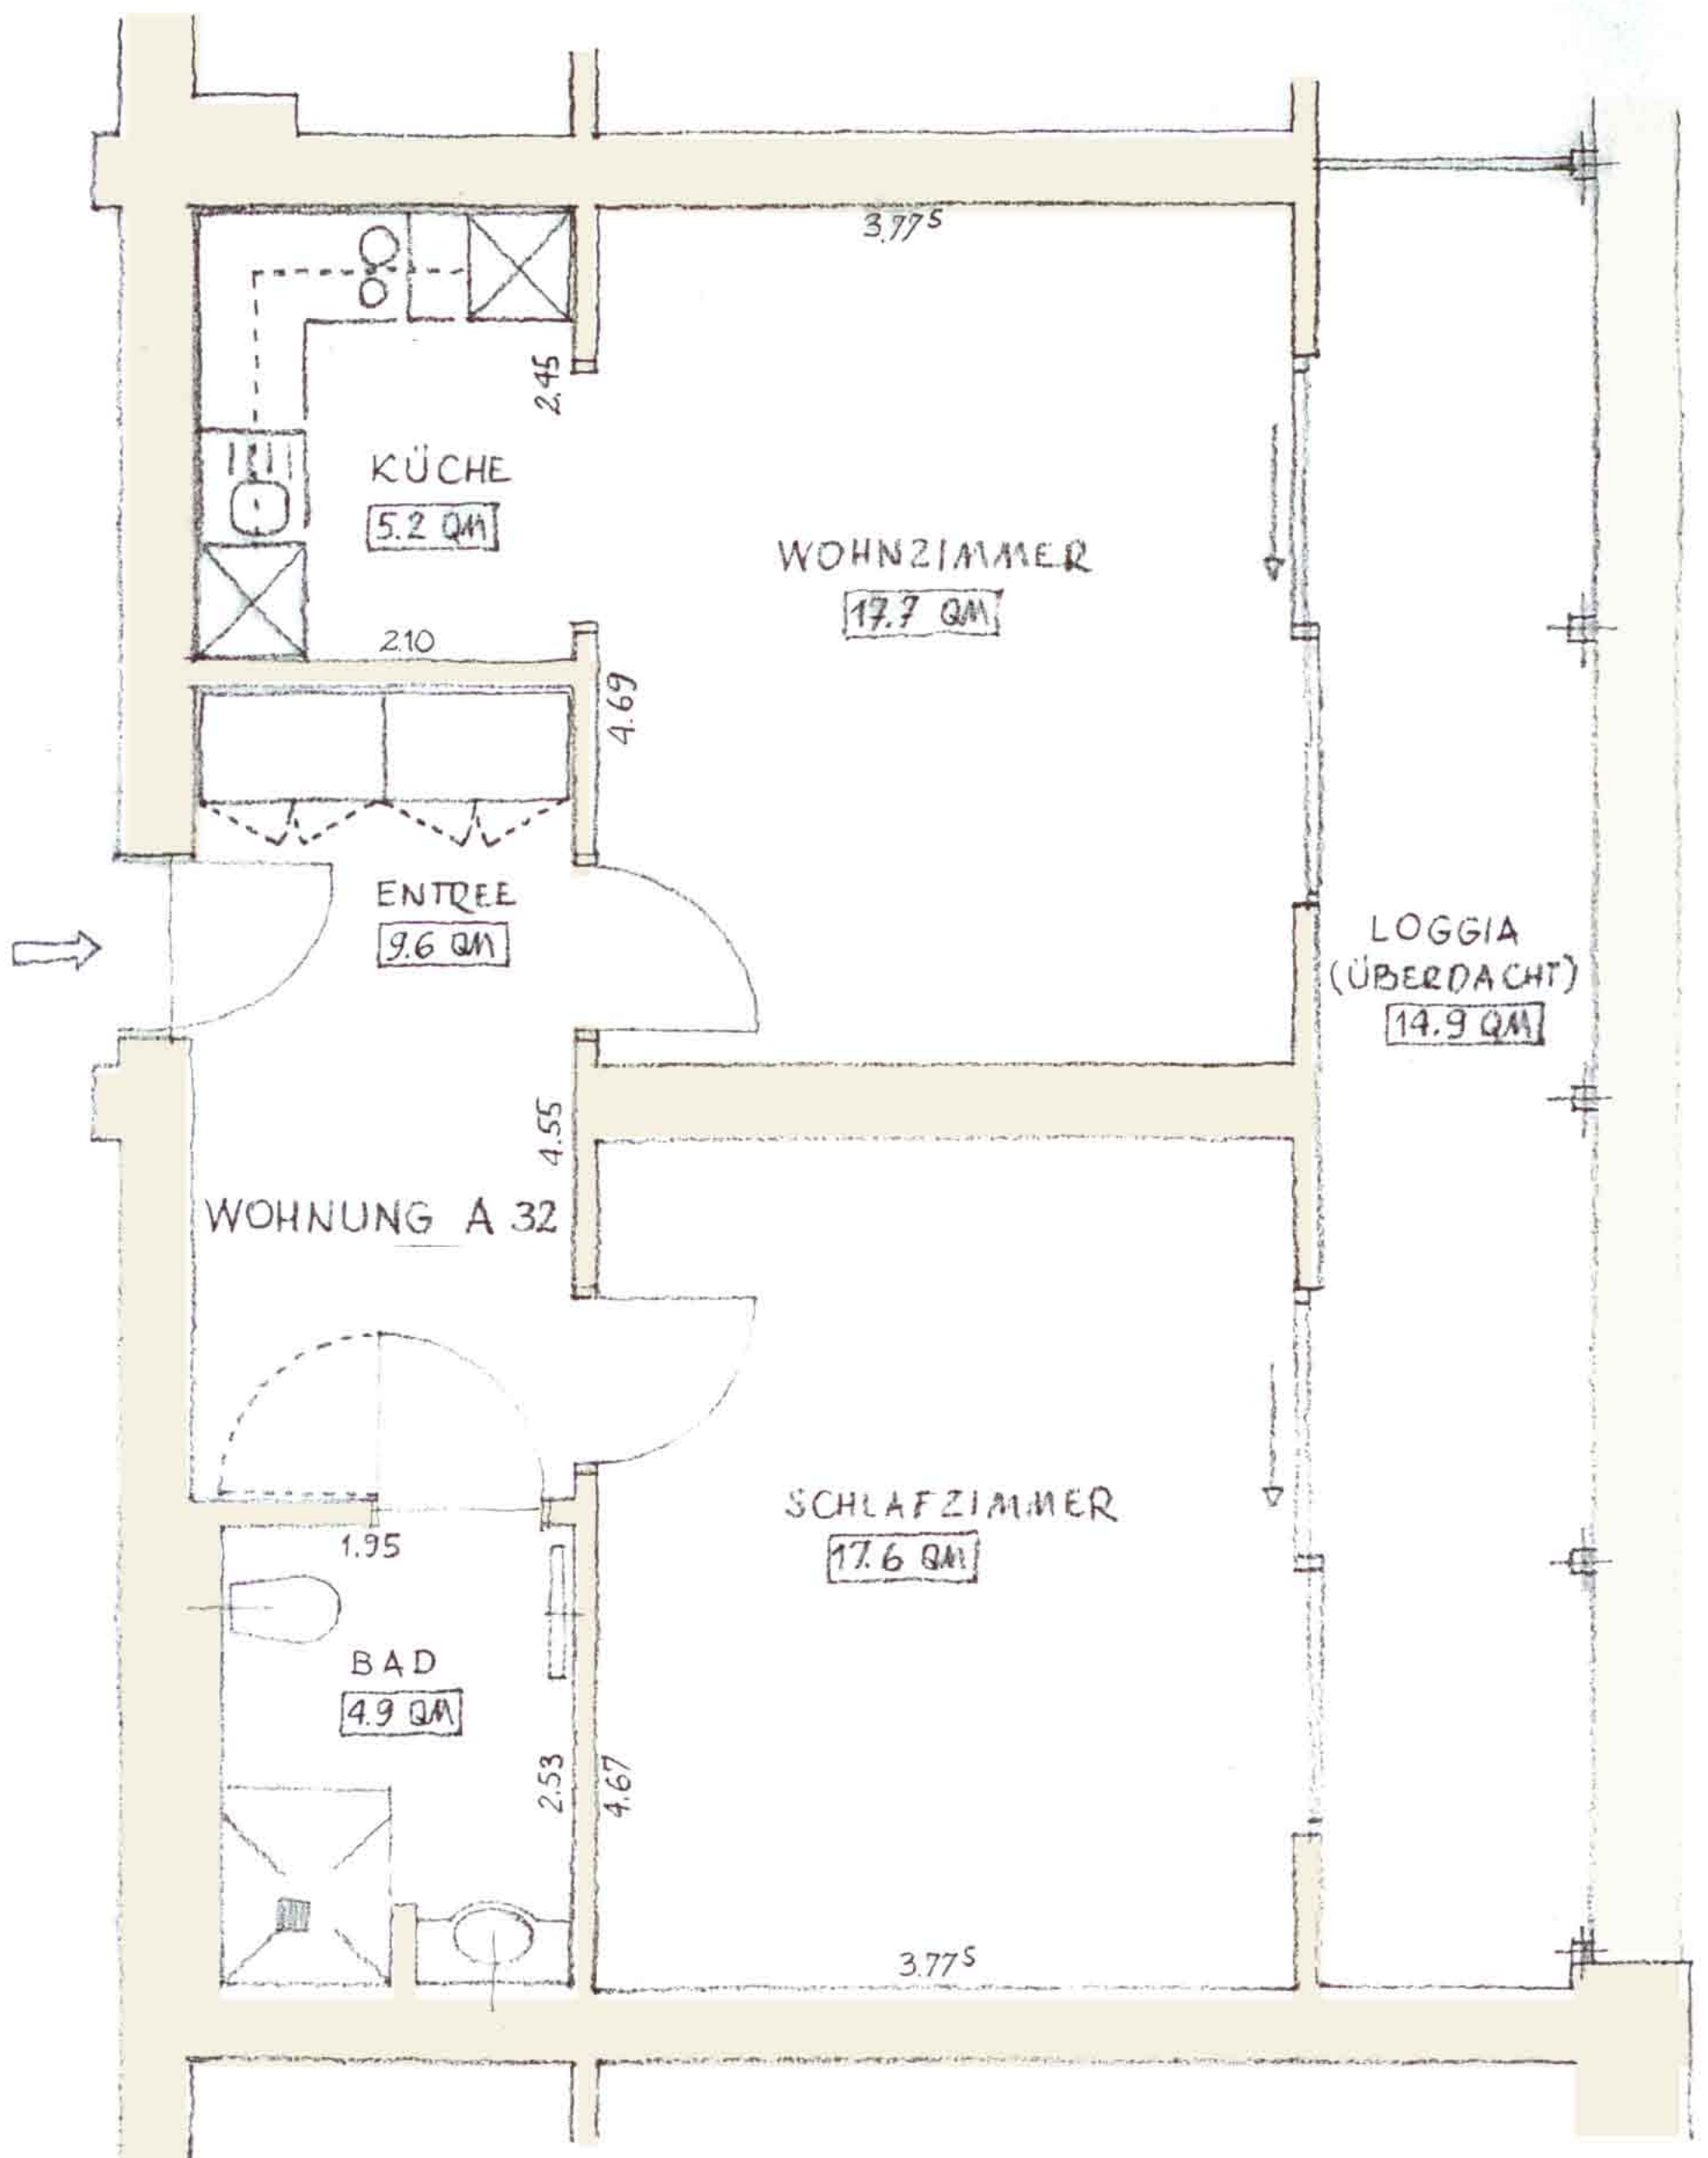 3.77⁵
2.45
KÜCHE
5.2 QM
WOHNZIMMER
17.7 QM
2.10
4.69
ENTREE
9.6 QM
LOGGIA
(ÜBERDACHT)
14.9 QM
4.55
WOHNUNG A 32
SCHLAFZIMMER
17.6 QM
1.95
BAD
4.9 QM
2.53
4.67
3.77⁵